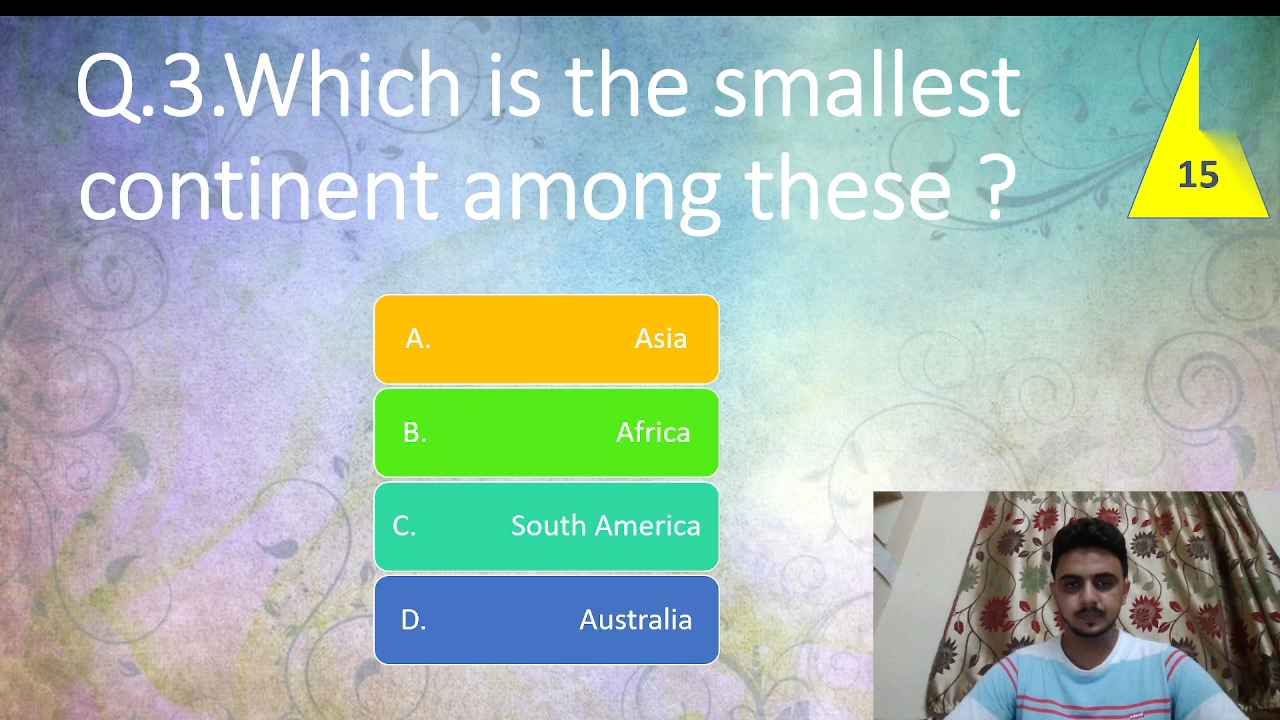 Q.3.Which is the smallest
continent among these ?
15
A. Asia
B. Africa
C. South America
D. Australia